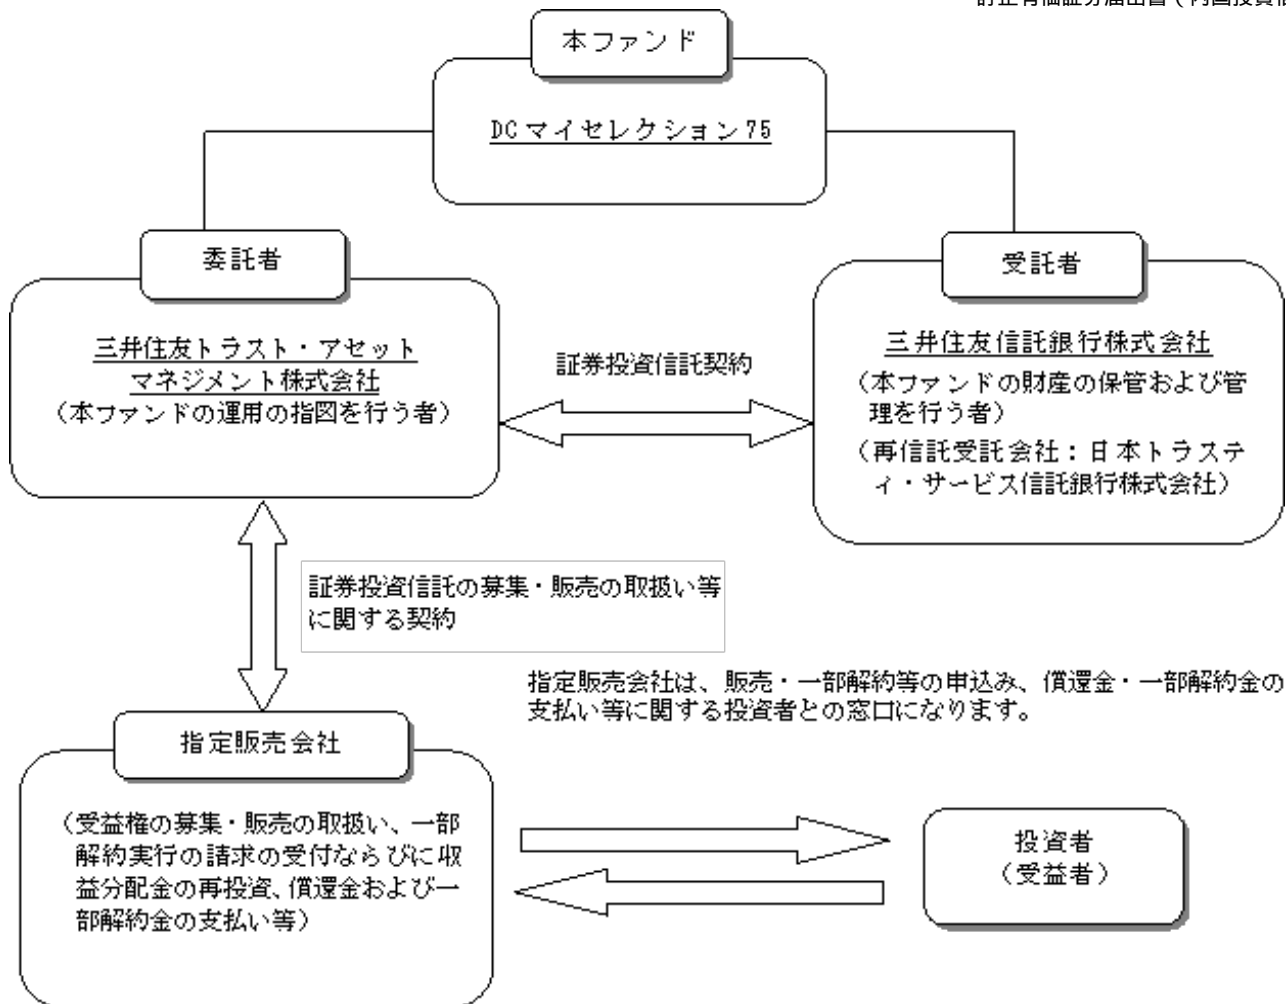 本ファンド
DCマイセレクション75
委託者
三井住友トラスト・アセット
マネジメント株式会社
（本ファンドの運用の指図を行う者）
証券投資信託契約
受託者
三井住友信託銀行株式会社
（本ファンドの財産の保管および管
理を行う者）
（再信託受託会社：日本トラステ
ィ・サービス信託銀行株式会社）
証券投資信託の募集・販売の取扱い等
に関する契約
指定販売会社は、販売・一部解約等の申込み、償還金・一部解約金の
支払い等に関する投資者との窓口になります。
指定販売会社
（受益権の募集・販売の取扱い、一部
解約実行の請求の受付ならびに収
益分配金の再投資、償還金および一
部解約金の支払い等）
投資者
（受益者）